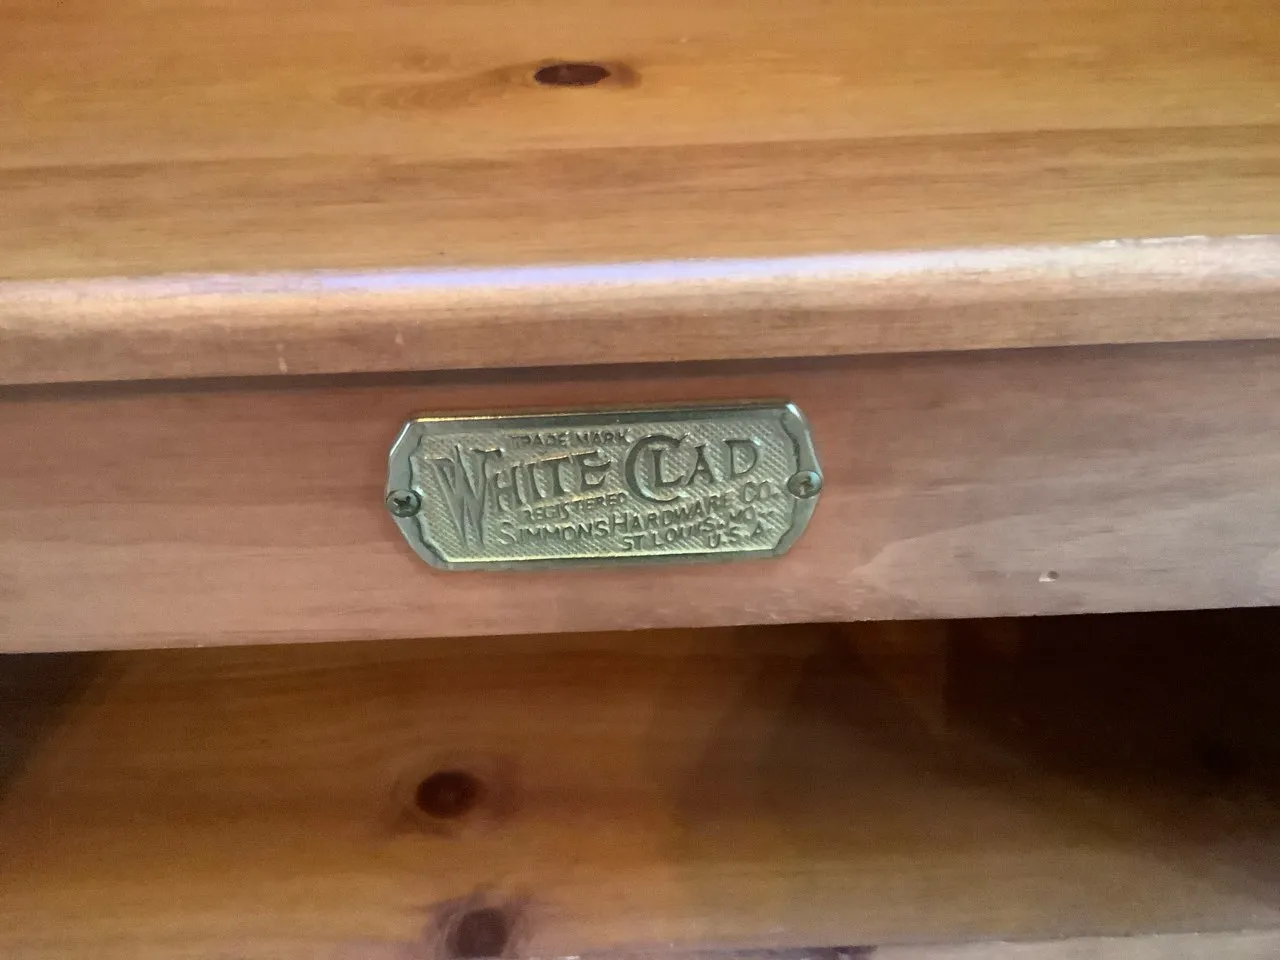 TRADE MARK
WHITE CLAD
REGISTERED
SIMMONS HARDWARE CO.
ST LOUIS, MO.
U.S.A.